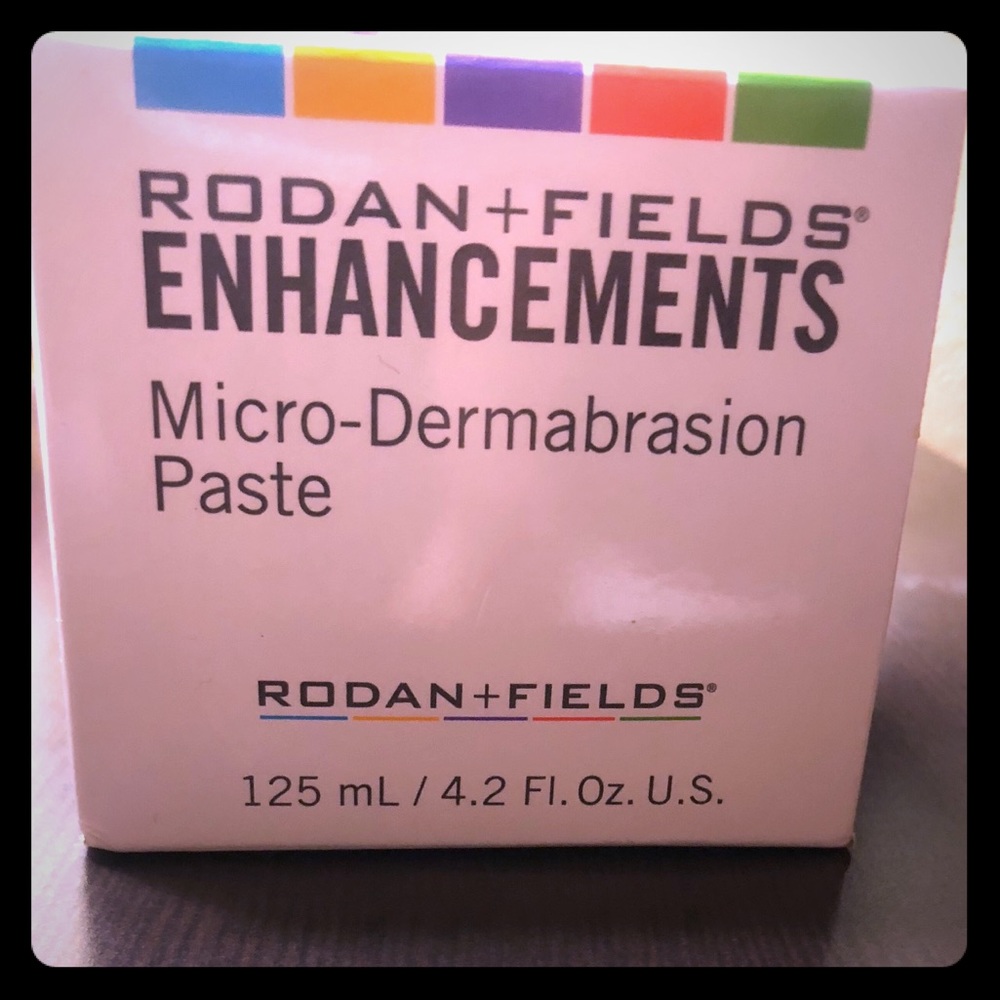 RODAN+FIELDS®
ENHANCEMENTS
Micro-Dermabrasion
Paste
RODAN+FIELDS®
125 mL / 4.2 Fl. Oz. U.S.